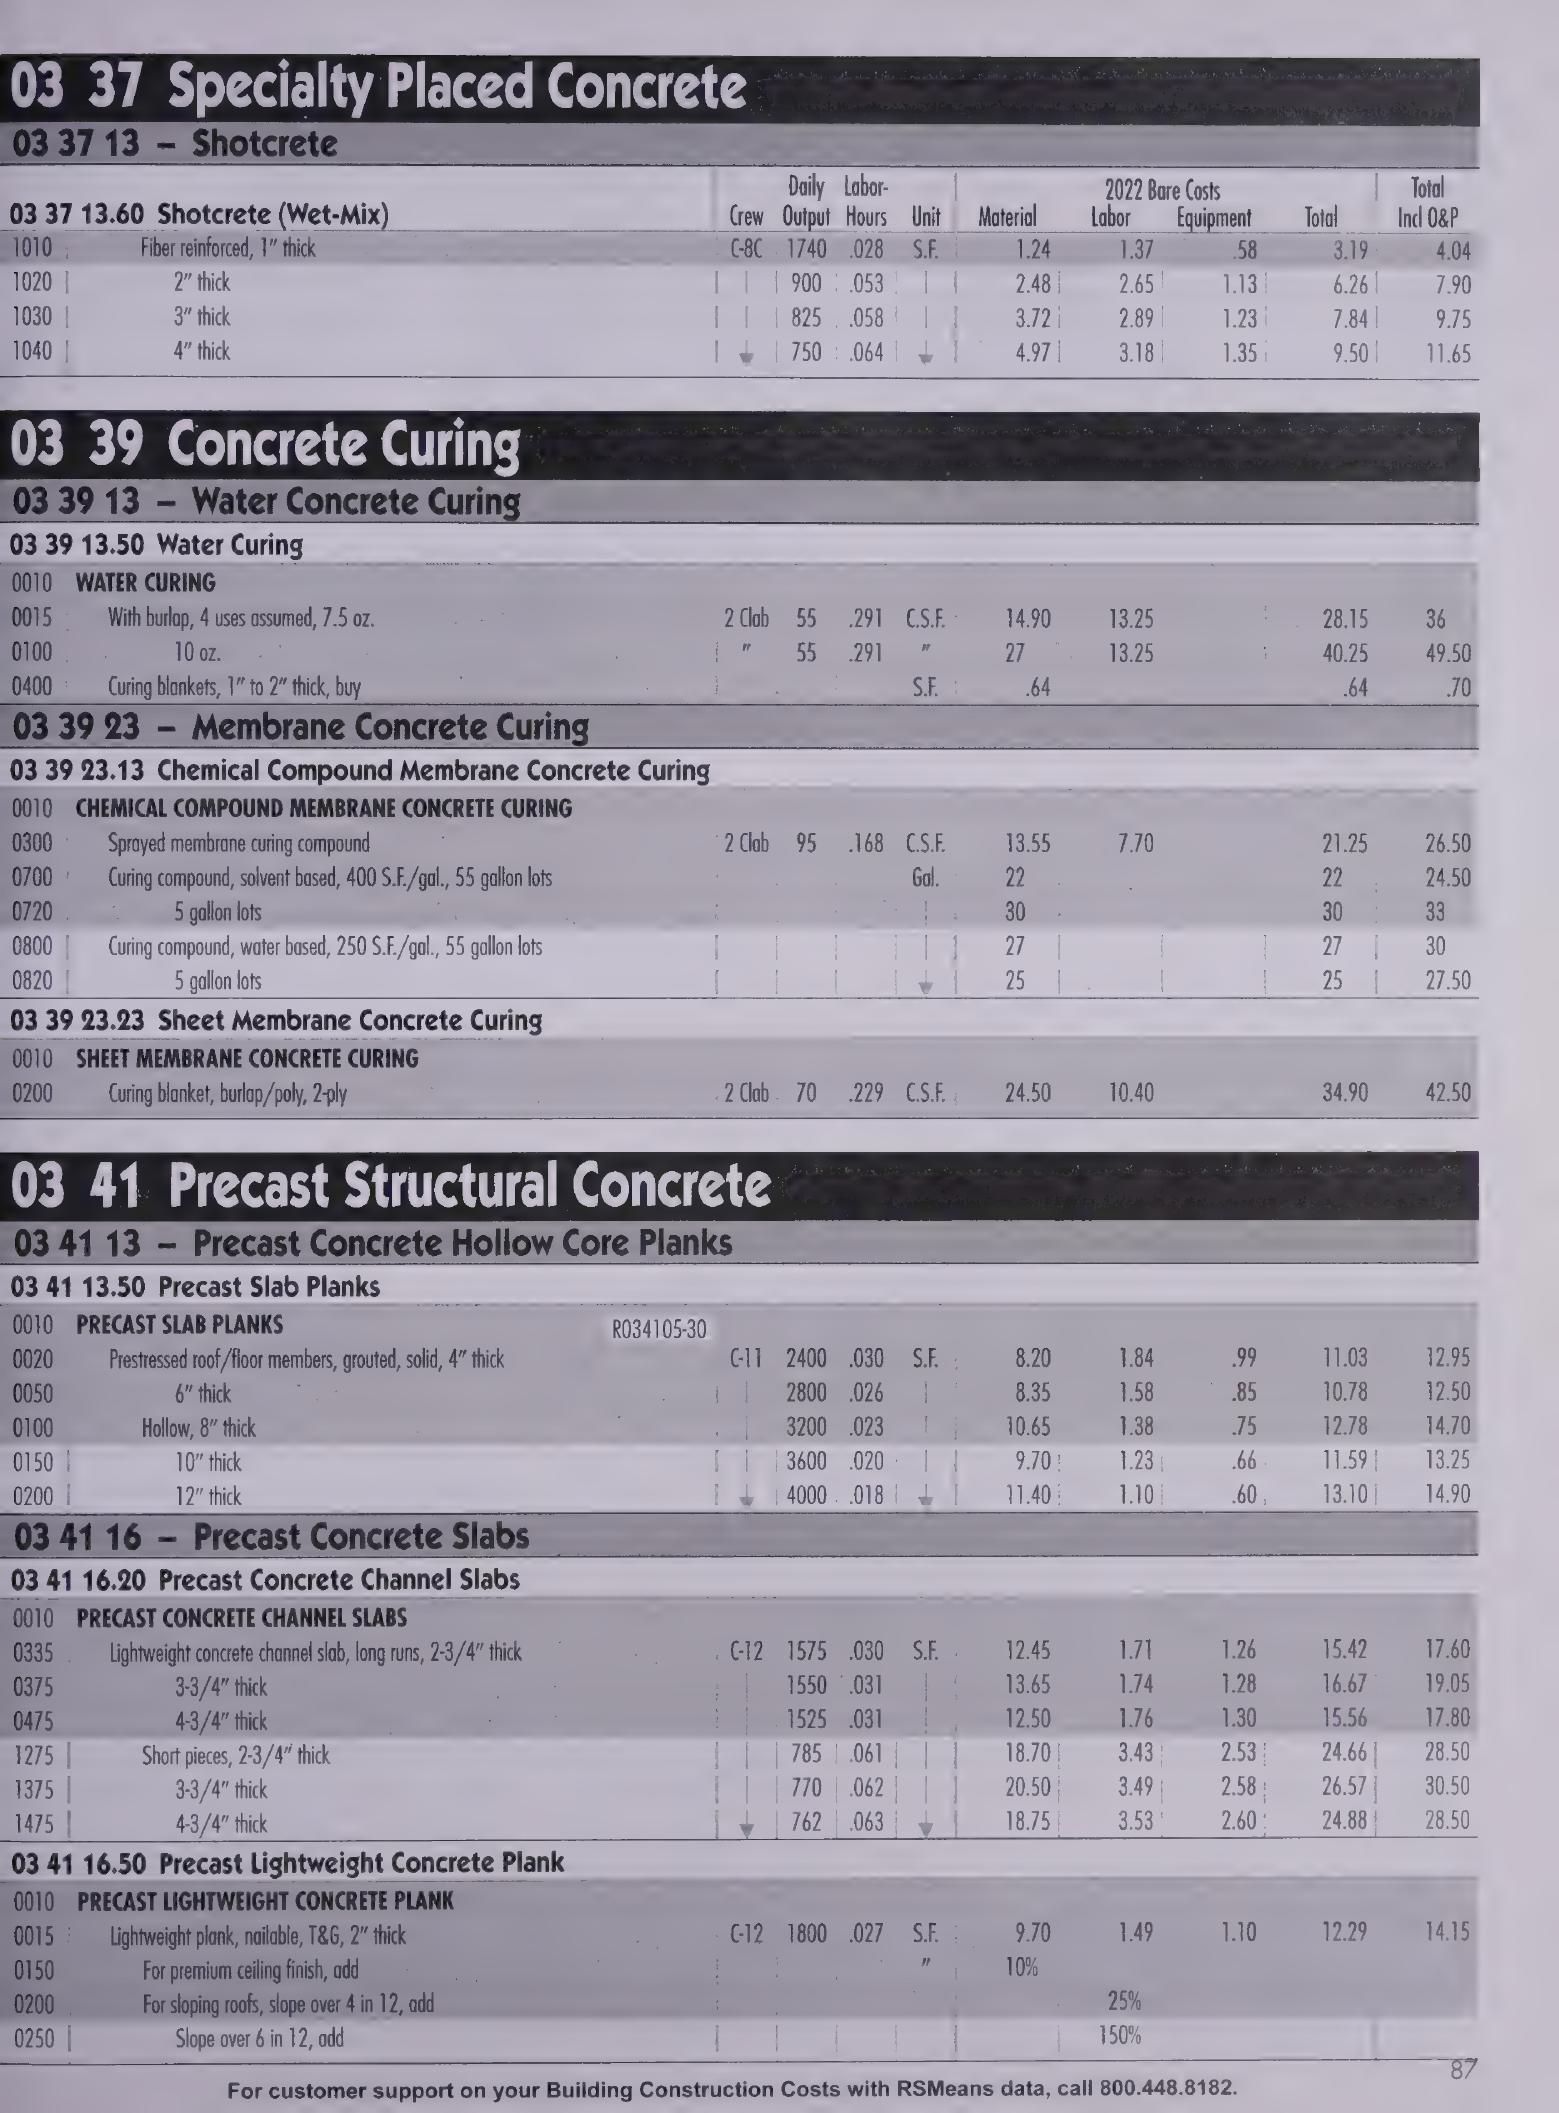 03 37 Specialty Placed Concrete
03 37 13 – Shotcrete
Daily Labor- 2022 Bare Costs Total
03 37 13.60 Shotcrete (Wet-Mix) Crew Output Hours Unit Material Labor Equipment Total Incl O&P
1010 Fiber reinforced, 1" thick C-8C 1740 .028 S.F. 1.24 1.37 .58 3.19 4.04
1020 2" thick 900 .053 2.48 2.65 1.13 6.26 7.90
1030 3" thick 825 .058 3.72 2.89 1.23 7.84 9.75
1040 4" thick 750 .064 4.97 3.18 1.35 9.50 11.65
03 39 Concrete Curing
03 39 13 – Water Concrete Curing
03 39 13.50 Water Curing
0010 WATER CURING
0015 With burlap, 4 uses assumed, 7.5 oz. 2 Clab 55 .291 C.S.F. 14.90 13.25 28.15 36
0100 10 oz. " 55 .291 " 27 13.25 40.25 49.50
0400 Curing blankets, 1" to 2" thick, buy S.F. .64 .64 .70
03 39 23 – Membrane Concrete Curing
03 39 23.13 Chemical Compound Membrane Concrete Curing
0010 CHEMICAL COMPOUND MEMBRANE CONCRETE CURING
0300 Sprayed membrane curing compound 2 Clab 95 .168 C.S.F. 13.55 7.70 21.25 26.50
0700 Curing compound, solvent based, 400 S.F./gal., 55 gallon lots Gal. 22 22 24.50
0720 5 gallon lots 30 30 33
0800 Curing compound, water based, 250 S.F./gal., 55 gallon lots 27 27 30
0820 5 gallon lots 25 25 27.50
03 39 23.23 Sheet Membrane Concrete Curing
0010 SHEET MEMBRANE CONCRETE CURING
0200 Curing blanket, burlap/poly, 2-ply 2 Clab 70 .229 C.S.F. 24.50 10.40 34.90 42.50
03 41 Precast Structural Concrete
03 41 13 – Precast Concrete Hollow Core Planks
03 41 13.50 Precast Slab Planks
0010 PRECAST SLAB PLANKS R034105-30
0020 Prestressed roof/floor members, grouted, solid, 4" thick C-11 2400 .030 S.F. 8.20 1.84 .99 11.03 12.95
0050 6" thick 2800 .026 8.35 1.58 .85 10.78 12.50
0100 Hollow, 8" thick 3200 .023 10.65 1.38 .75 12.78 14.70
0150 10" thick 3600 .020 9.70 1.23 .66 11.59 13.25
0200 12" thick 4000 .018 11.40 1.10 .60 13.10 14.90
03 41 16 – Precast Concrete Slabs
03 41 16.20 Precast Concrete Channel Slabs
0010 PRECAST CONCRETE CHANNEL SLABS
0335 Lightweight concrete channel slab, long runs, 2-3/4" thick C-12 1575 .030 S.F. 12.45 1.71 1.26 15.42 17.60
0375 3-3/4" thick 1550 .031 13.65 1.74 1.28 16.67 19.05
0475 4-3/4" thick 1525 .031 12.50 1.76 1.30 15.56 17.80
1275 Short pieces, 2-3/4" thick 785 .061 18.70 3.43 2.53 24.66 28.50
1375 3-3/4" thick 770 .062 20.50 3.49 2.58 26.57 30.50
1475 4-3/4" thick 762 .063 18.75 3.53 2.60 24.88 28.50
03 41 16.50 Precast Lightweight Concrete Plank
0010 PRECAST LIGHTWEIGHT CONCRETE PLANK
0015 Lightweight plank, nailable, T&G, 2" thick C-12 1800 .027 S.F. 9.70 1.49 1.10 12.29 14.15
0150 For premium ceiling finish, add " 10%
0200 For sloping roofs, slope over 4 in 12, add 25%
0250 Slope over 6 in 12, add 150%
87
For customer support on your Building Construction Costs with RSMeans data, call 800.448.8182.